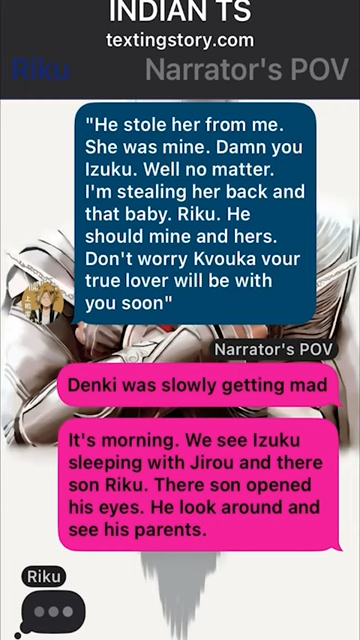 INDIAN TS
textingstory.com
Riku
Narrator's POV
"He stole her from me.
She was mine. Damn you
Izuku. Well no matter.
I'm stealing her back and
that baby. Riku. He
should mine and hers.
Don't worry Kyouka your
true lover will be with
you soon"
Narrator's POV
Denki was slowly getting mad
It's morning. We see Izuku
sleeping with Jirou and there
son Riku. There son opened
his eyes. He look around and
see his parents.
Riku